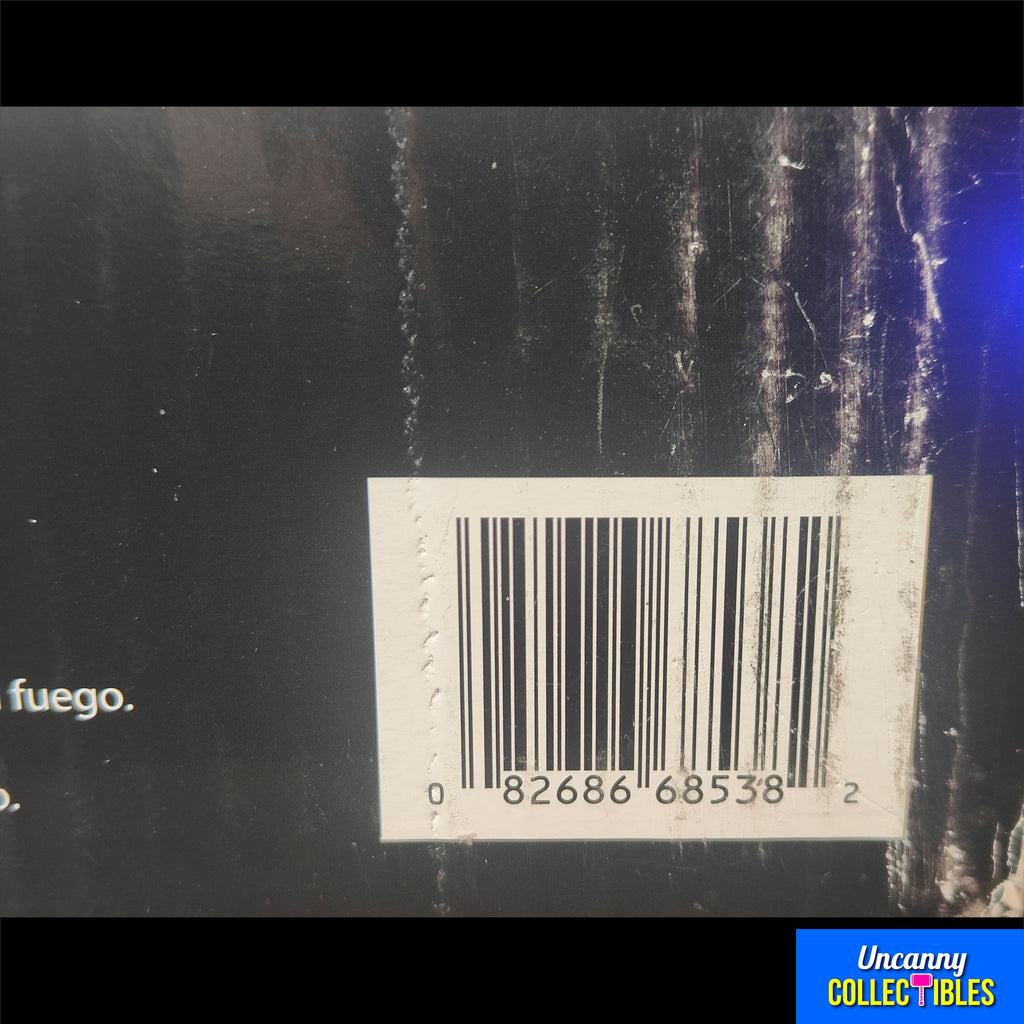 fuego.
o.
0 82686 68538 2
Uncanny
COLLECTIBLES